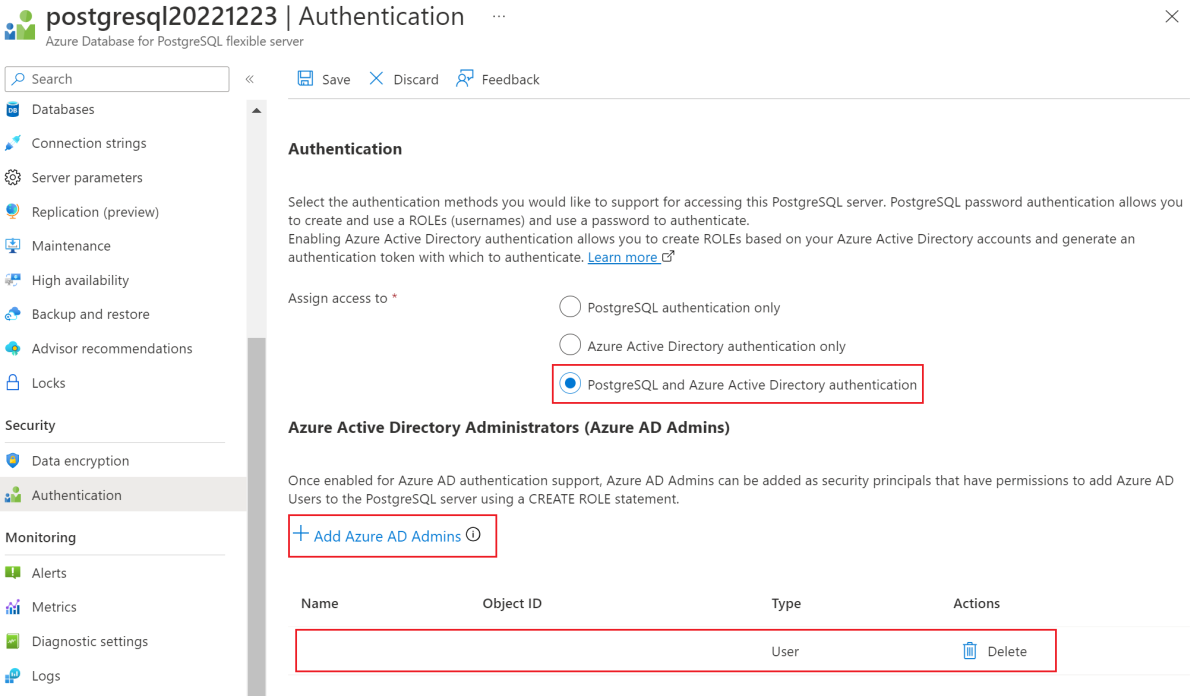 postgresql20221223 | Authentication ...
Azure Database for PostgreSQL flexible server
Search
«
Databases
Connection strings
Server parameters
Replication (preview)
Maintenance
High availability
Backup and restore
Advisor recommendations
Locks
Security
Data encryption
Authentication
Monitoring
Alerts
Metrics
Diagnostic settings
Logs
Save Discard Feedback
Authentication
Select the authentication methods you would like to support for accessing this PostgreSQL server. PostgreSQL password authentication allows you
to create and use a ROLEs (usernames) and use a password to authenticate.
Enabling Azure Active Directory authentication allows you to create ROLEs based on your Azure Active Directory accounts and generate an
authentication token with which to authenticate. Learn more
Assign access to *
PostgreSQL authentication only
Azure Active Directory authentication only
PostgreSQL and Azure Active Directory authentication
Azure Active Directory Administrators (Azure AD Admins)
Once enabled for Azure AD authentication support, Azure AD Admins can be added as security principals that have permissions to add Azure AD
Users to the PostgreSQL server using a CREATE ROLE statement.
+ Add Azure AD Admins
Name Object ID Type Actions
User Delete